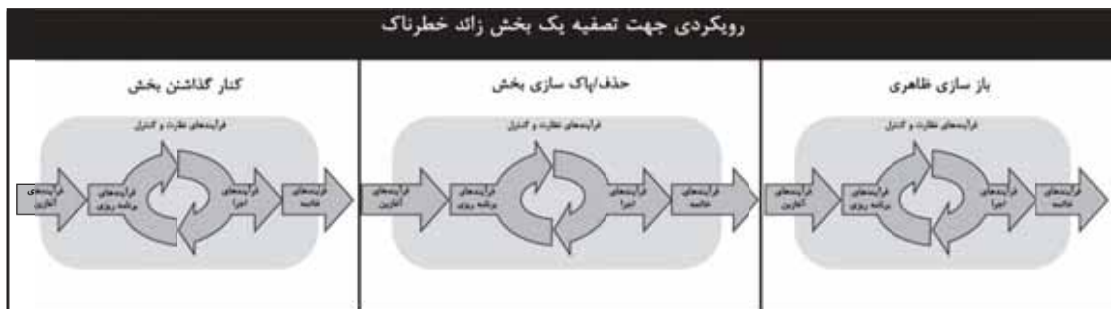 رویکردی جهت تصفیه یک بخش زائد خطرناک
کنار گذاشتن بخش
فرآیندهای نظارت و کنترل
فرآیندهای
آغازین
فرآیندهای
برنامه ریزی
فرآیندهای
اجرا
فرآیندهای
خاتمه
حذف/پاک سازی بخش
فرآیندهای نظارت و کنترل
فرآیندهای
آغازین
فرآیندهای
برنامه ریزی
فرآیندهای
اجرا
فرآیندهای
خاتمه
باز سازی ظاهری
فرآیندهای نظارت و کنترل
فرآیندهای
آغازین
فرآیندهای
برنامه ریزی
فرآیندهای
اجرا
فرآیندهای
خاتمه